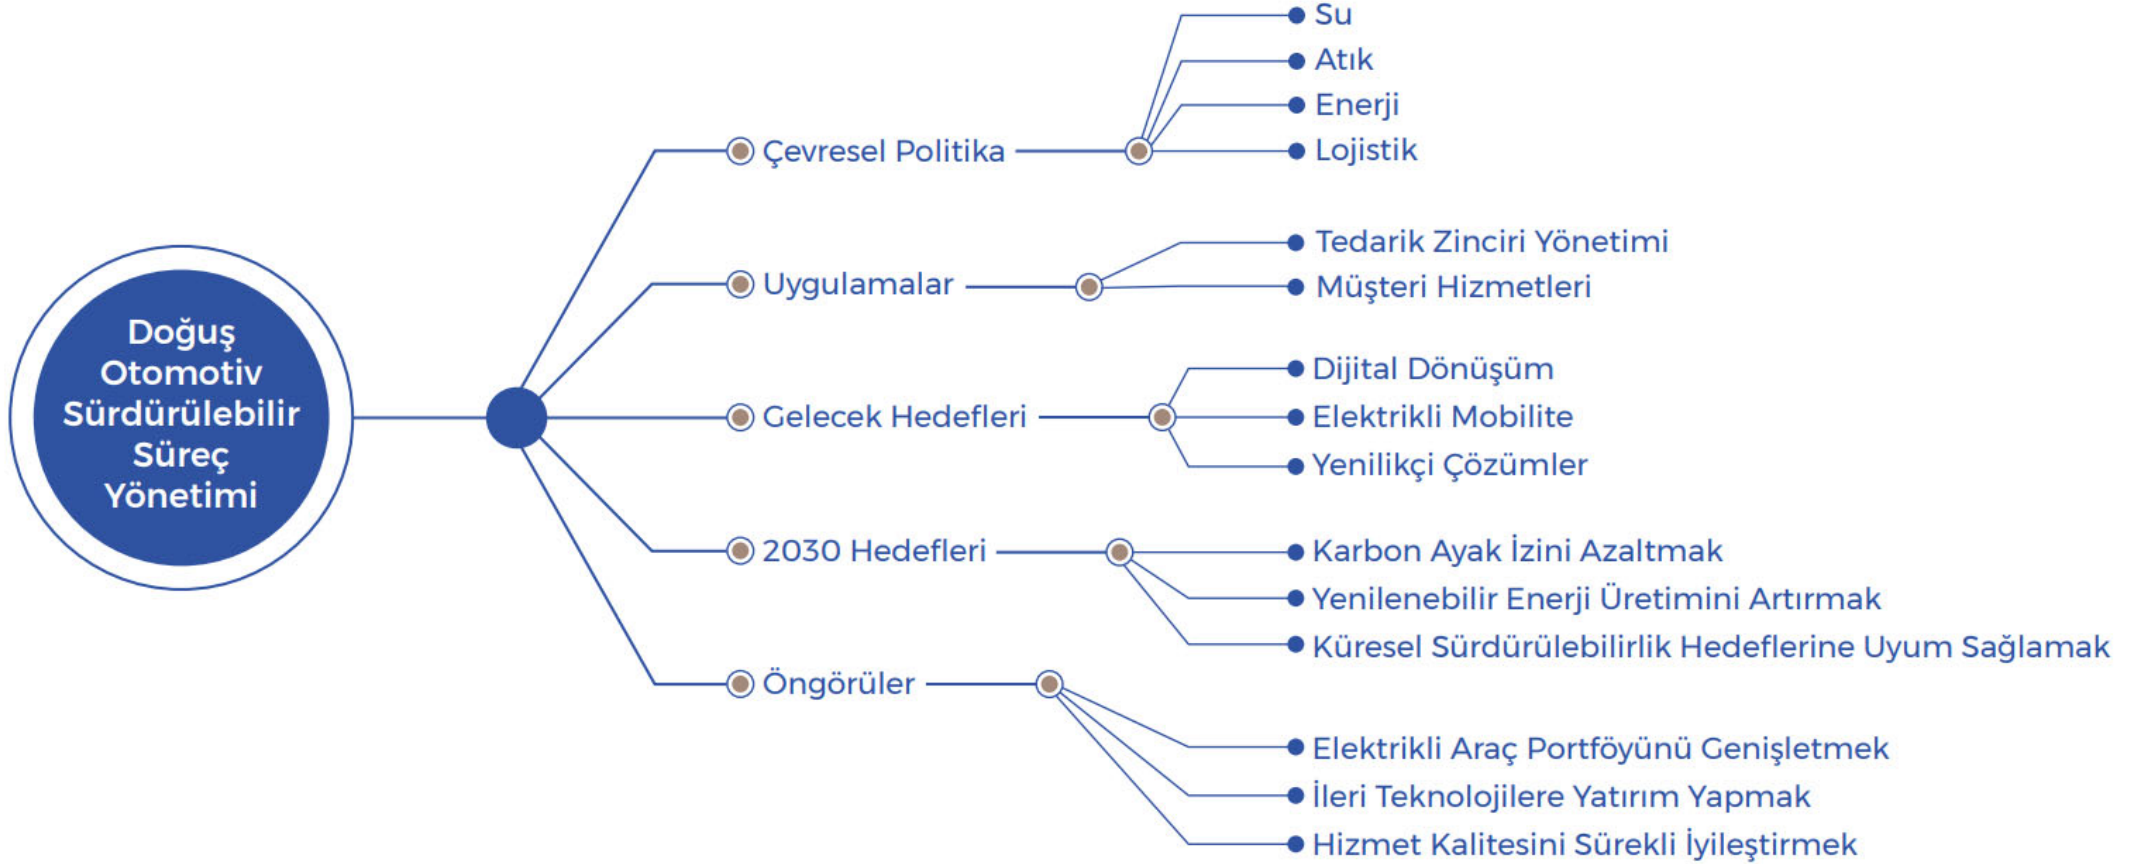 Doğuş
Otomotiv
Sürdürülebilir
Süreç
Yönetimi
Çevresel Politika
Su
Atık
Enerji
Lojistik
Uygulamalar
Tedarik Zinciri Yönetimi
Müşteri Hizmetleri
Gelecek Hedefleri
Dijital Dönüşüm
Elektrikli Mobilite
Yenilikçi Çözümler
2030 Hedefleri
Karbon Ayak İzini Azaltmak
Yenilenebilir Enerji Üretimini Artırmak
Küresel Sürdürülebilirlik Hedeflerine Uyum Sağlamak
Öngörüler
Elektrikli Araç Portföyünü Genişletmek
İleri Teknolojilere Yatırım Yapmak
Hizmet Kalitesini Sürekli İyileştirmek